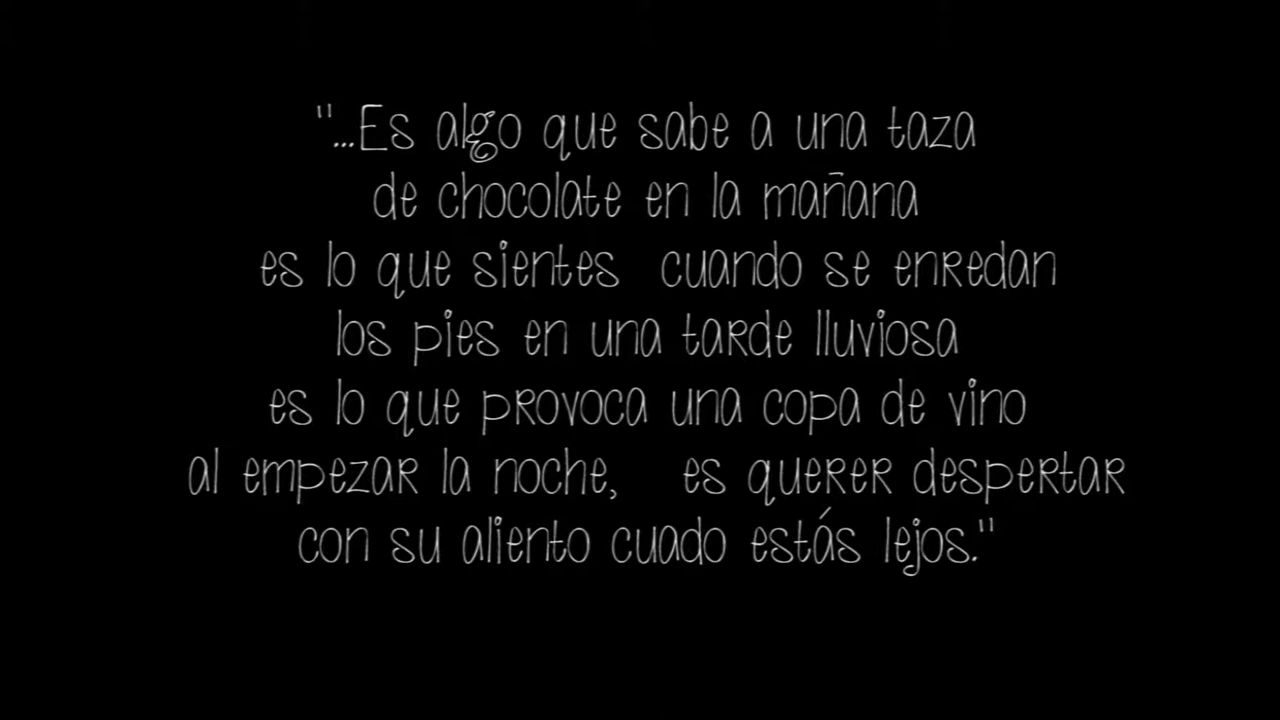 "...Es algo que sabe a una taza
de chocolate en la mañana
es lo que sientes cuando se enredan
los pies en una tarde lluviosa
es lo que provoca una copa de vino
al empezar la noche, es querer despertar
con su aliento cuado estás lejos."